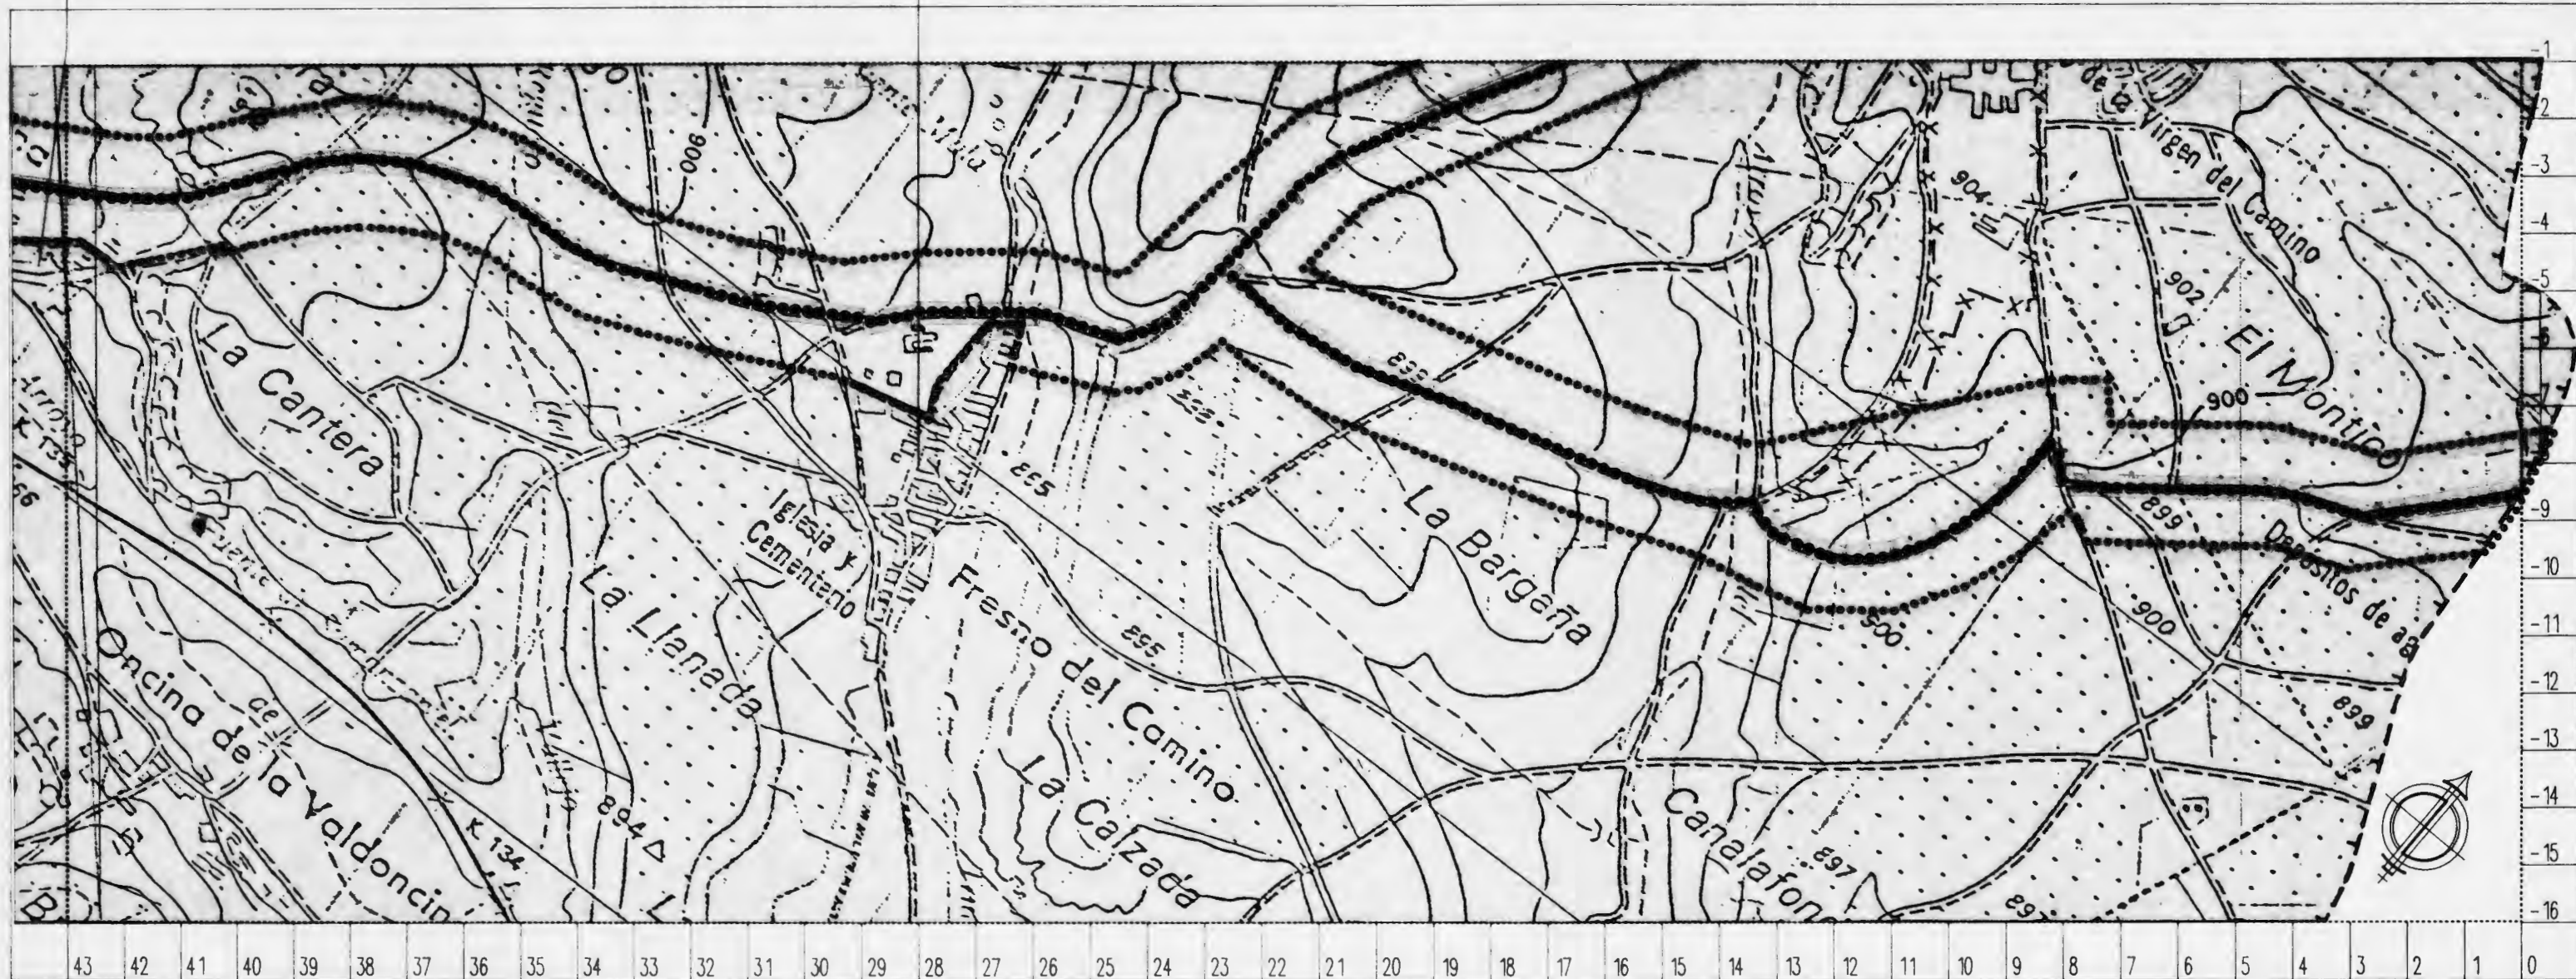 -1
-2
-3
-4
-5
-6
-7
-9
-10
-11
-12
-13
-14
-15
-16
de la Virgen del Camino
900
904
902
El Montico
900
899
Depósitos de ag
900
900
899
La Cantera
895
La Bargaña
Iglesia y
Cementerio
Fresno del Camino
895
La Llanada
Oncina de la Valdoncin
K. 134
894
La Calzada
Canalafon
897
B
43 42 41 40 39 38 37 36 35 34 33 32 31 30 29 28 27 26 25 24 23 22 21 20 19 18 17 16 15 14 13 12 11 10 9 8 7 6 5 4 3 2 1 0